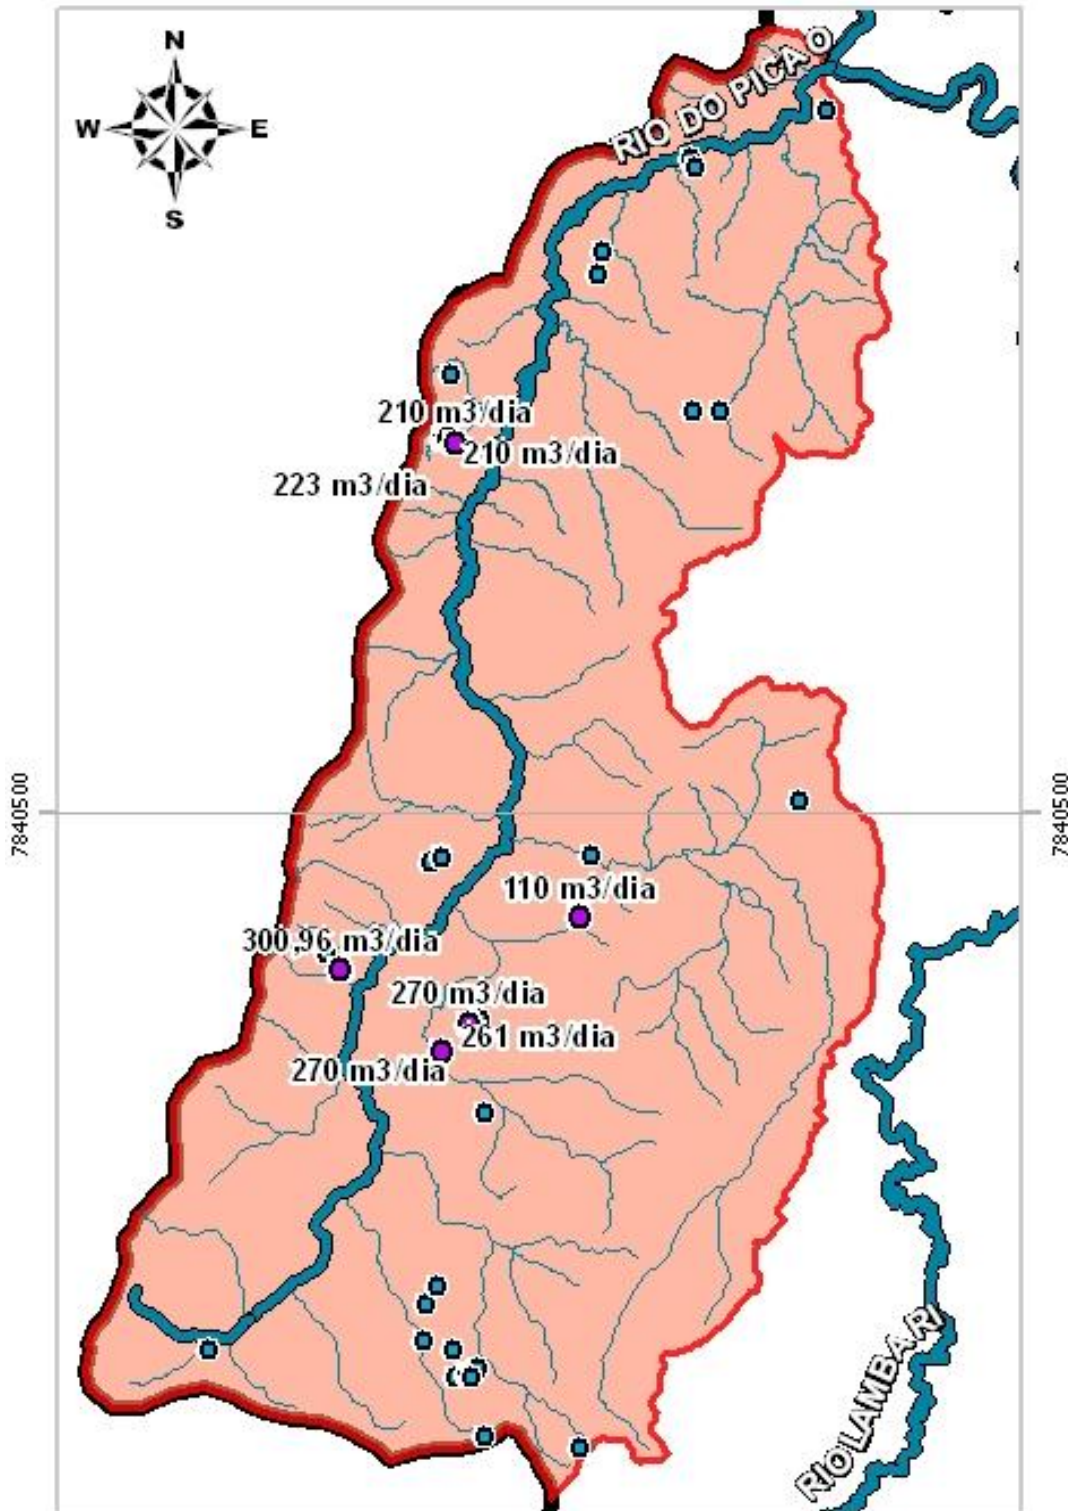 N
W E
S
RIO DO PICA O
210 m3/dia
210 m3/dia
223 m3/dia
7840500
7840500
110 m3/dia
300,96 m3/dia
270 m3/dia
261 m3/dia
270 m3/dia
RIO LAMBARI